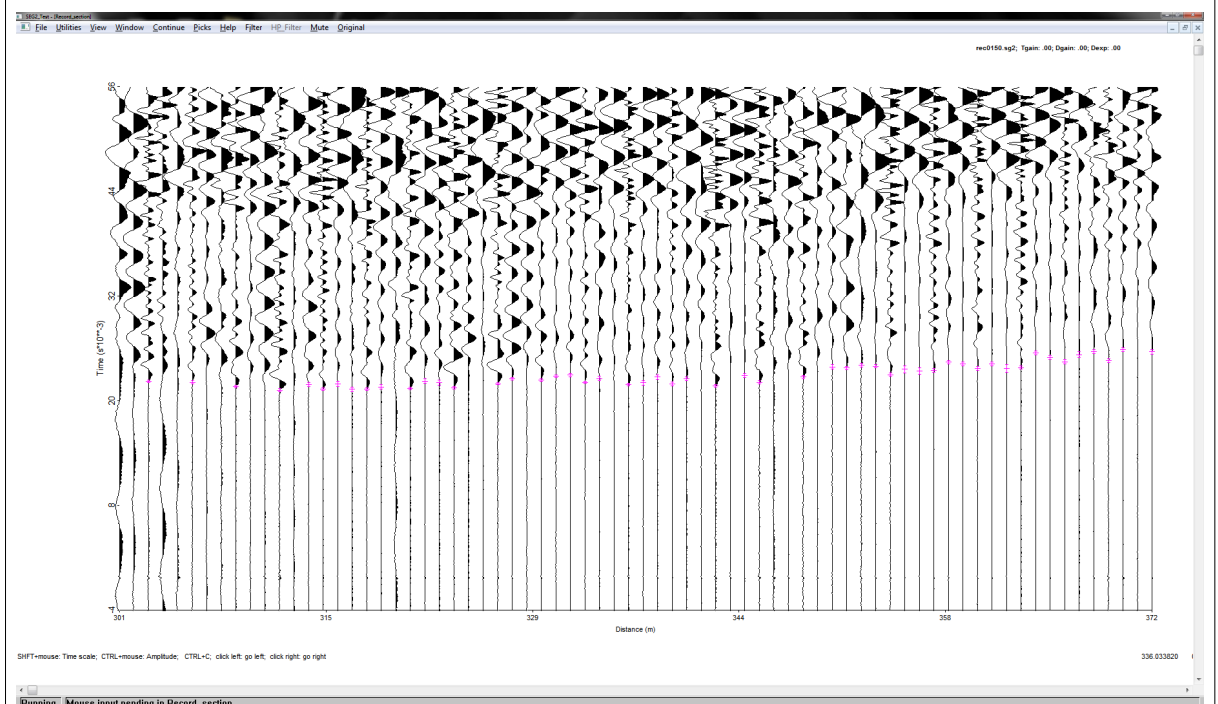 SEG2_Test - [Record_section]
File Utilities View Window Continue Picks Help Filter HP_Filter Mute Original
rec0150.sg2; Tgain: .00; Dgain: .00; Dexp: .00
56
44
32
20
8
-4
Time (s*10**-3)
301 315 329 344 358 372
Distance (m)
SHFT+mouse: Time scale; CTRL+mouse: Amplitude; CTRL+C; click left: go left; click right: go right
336.033820
Running Mouse input pending in Record_section